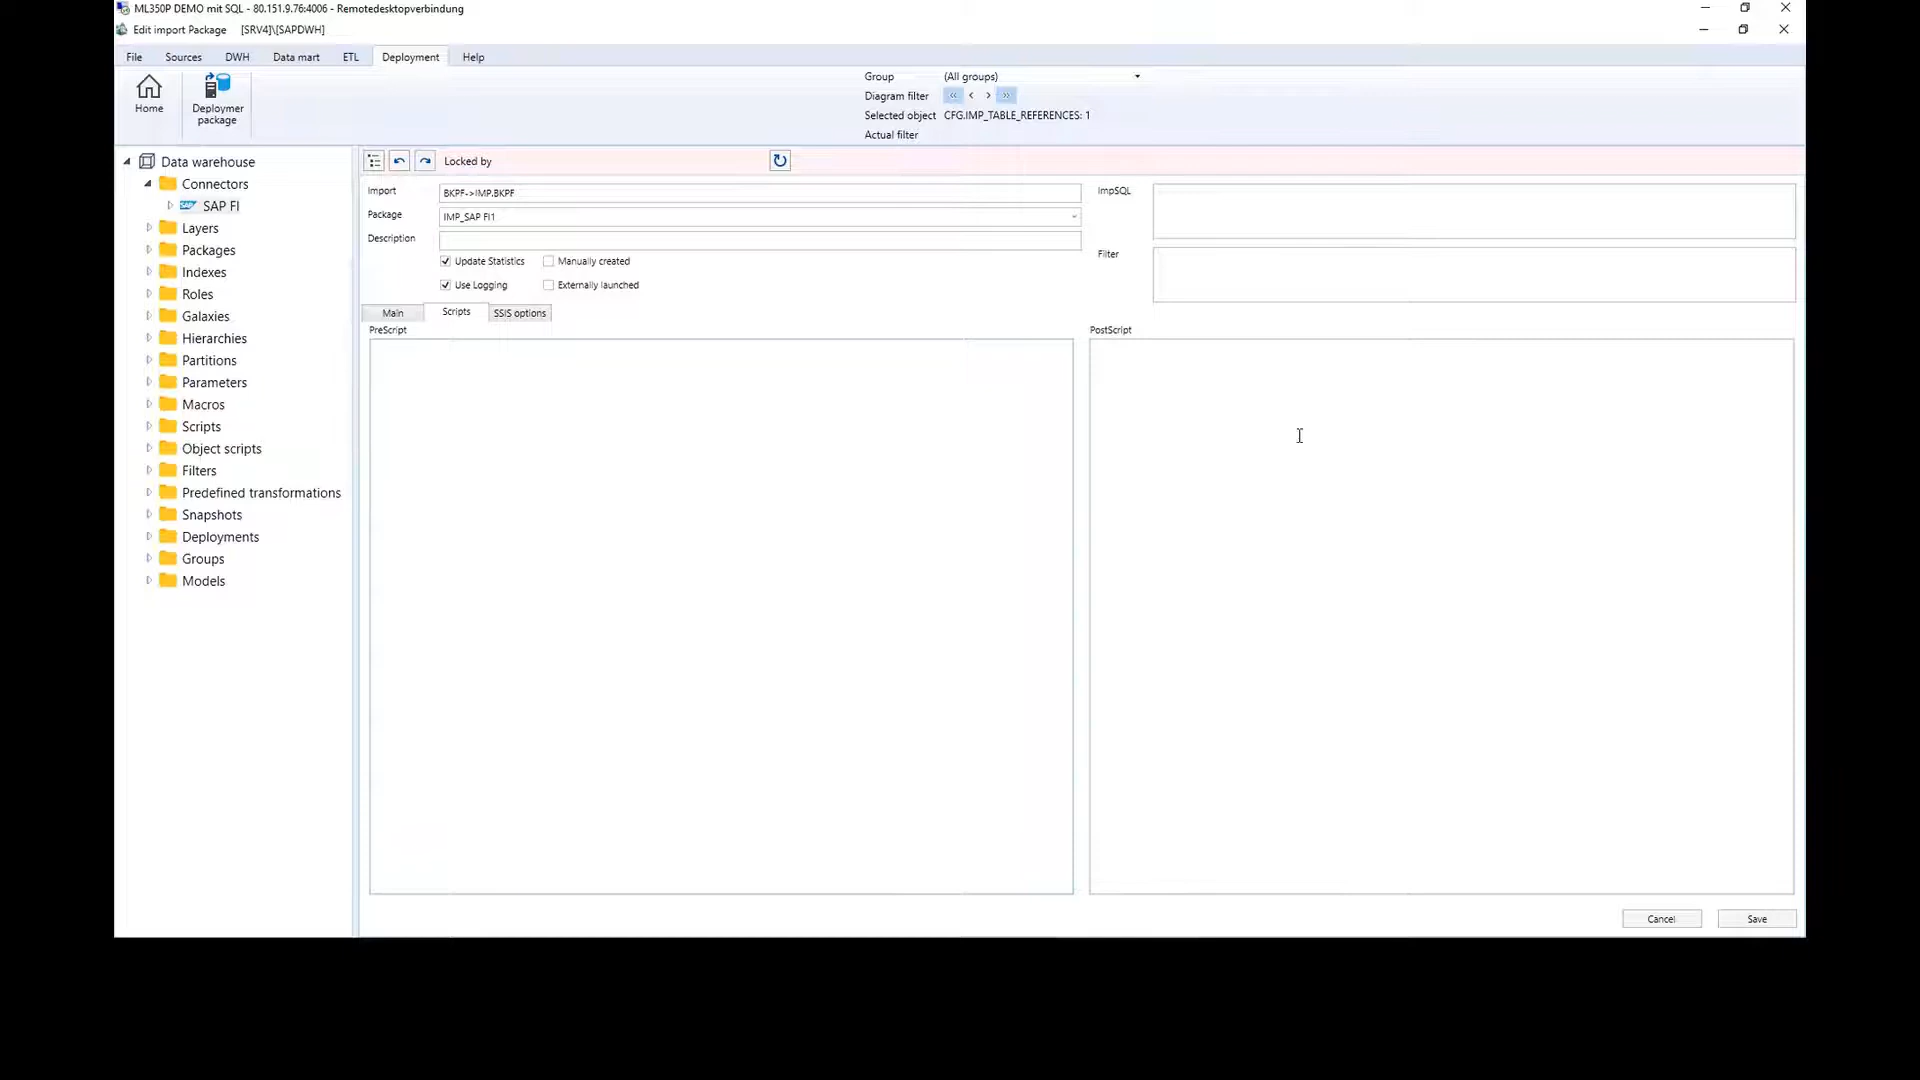 ML350P DEMO mit SQL - 80.151.9.76:4006 - Remotedesktopverbindung
Edit import Package [SRV4]\[SAPDWH]
File Sources DWH Data mart ETL Deployment Help
Home
Deploymer package
Group (All groups)
Diagram filter « < > »
Selected object CFG.IMP_TABLE_REFERENCES: 1
Actual filter
Data warehouse
Connectors
SAP SAP FI
Layers
Packages
Indexes
Roles
Galaxies
Hierarchies
Partitions
Parameters
Macros
Scripts
Object scripts
Filters
Predefined transformations
Snapshots
Deployments
Groups
Models
Locked by
Import BKPF->IMP.BKPF
Package IMP_SAP FI1
Description
Update Statistics Manually created
Use Logging Externally launched
ImpSQL
Filter
Main Scripts SSIS options
PreScript
PostScript
Cancel Save